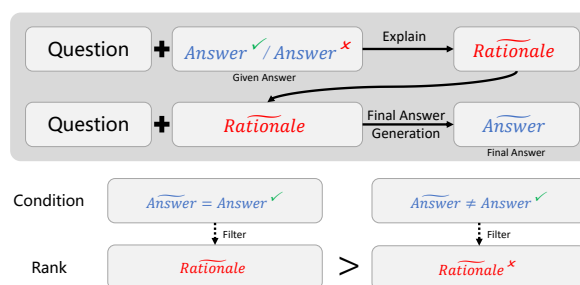 Question + Answer ✓ / Answer ✗ Explain Rationale
Given Answer
Question + Rationale Final Answer Generation Answer
Final Answer
Condition Answer = Answer ✓ Answer ≠ Answer ✓
Filter Filter
Rank Rationale > Rationale ✗